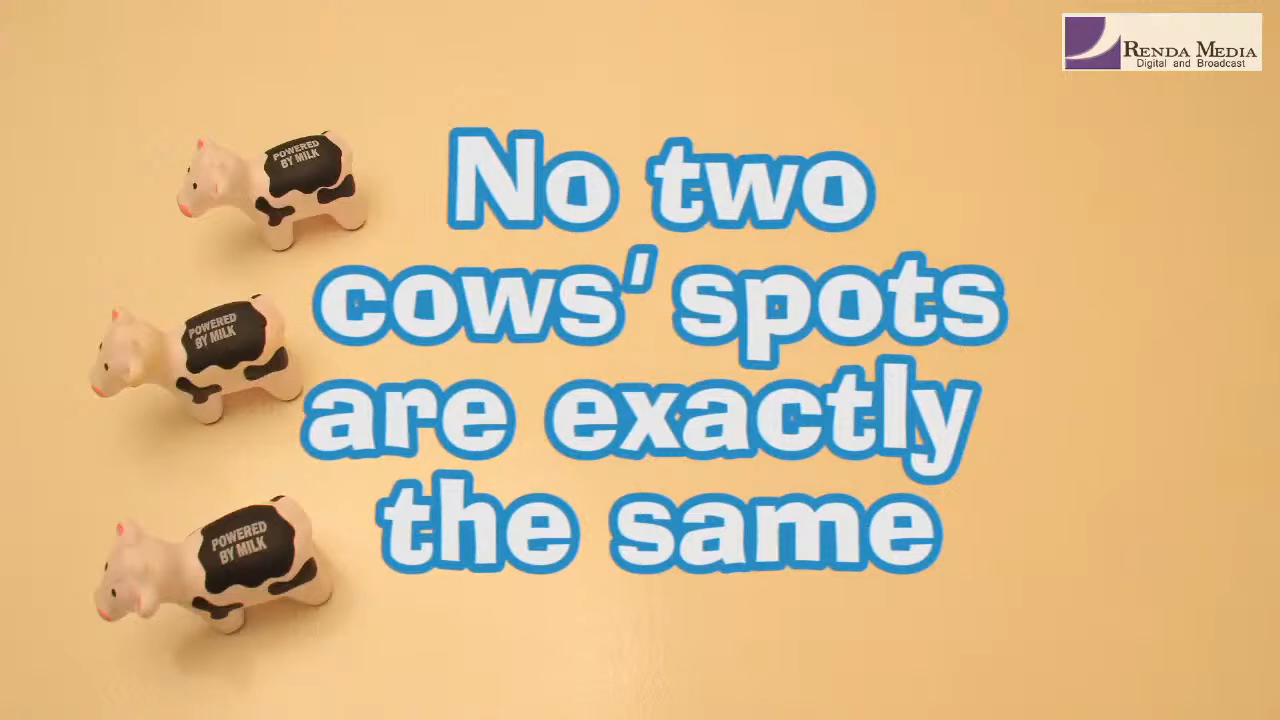 RENDA MEDIA
Digital and Broadcast
No two
cows' spots
are exactly
the same
POWERED
BY MILK
POWERED
BY MILK
POWERED
BY MILK